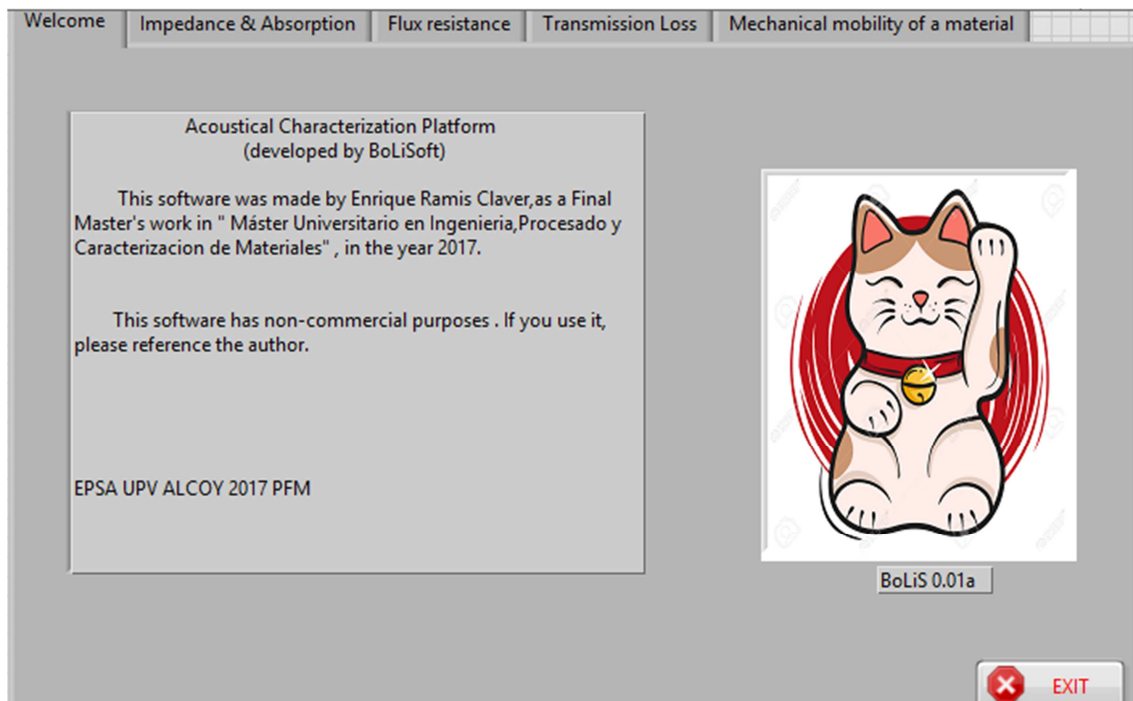 Welcome
Impedance & Absorption
Flux resistance
Transmission Loss
Mechanical mobility of a material
Acoustical Characterization Platform
(developed by BoLiSoft)
This software was made by Enrique Ramis Claver,as a Final
Master's work in " Máster Universitario en Ingenieria,Procesado y
Caracterizacion de Materiales" , in the year 2017.
This software has non-commercial purposes . If you use it,
please reference the author.
EPSA UPV ALCOY 2017 PFM
BoLiS 0.01a
EXIT